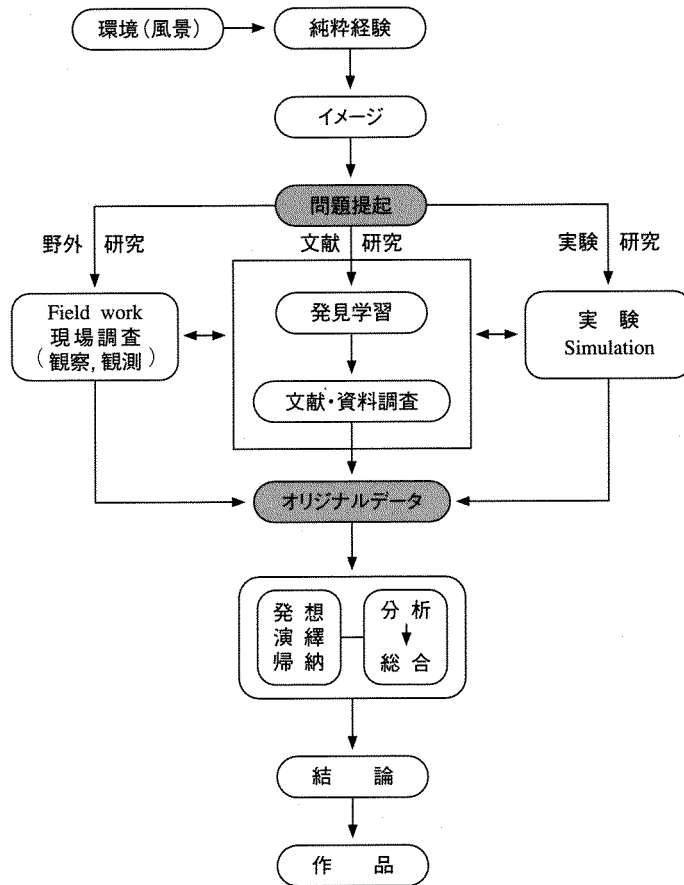 環境(風景)
純粋経験
イメージ
問題提起
野外 研究
文献 研究
実験 研究
Field work
現場調査
(観察,観測)
発見学習
文献・資料調査
実 験
Simulation
オリジナルデータ
発 想
演 繹
帰 納
分 析
総 合
結 論
作 品